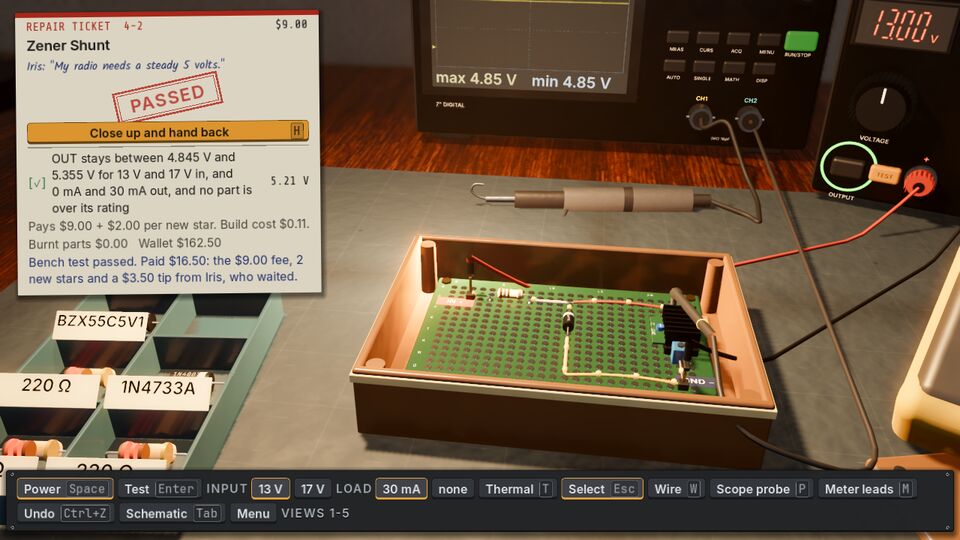 REPAIR TICKET 4-2 $9.00
Zener Shunt
Iris: "My radio needs a steady 5 volts."
PASSED
Close up and hand back H
OUT stays between 4.845 V and
5.355 V for 13 V and 17 V in, and
0 mA and 30 mA out, and no part is
over its rating
[✓] 5.21 V
Pays $9.00 + $2.00 per new star. Build cost $0.11.
Burnt parts $0.00 Wallet $162.50
Bench test passed. Paid $16.50: the $9.00 fee, 2
new stars and a $3.50 tip from Iris, who waited.
max 4.85 V min 4.85 V
7" DIGITAL
MEAS CURS ACQ MENU RUN/STOP
AUTO SINGLE MATH DISP
CH1 CH2
13.00 V
VOLTAGE
OUTPUT
TEST
+
BZX55C5V1
220 Ω 1N4733A
220 Ω
Power Space Test Enter INPUT 13 V 17 V LOAD 30 mA none Thermal T Select Esc Wire W Scope probe P Meter leads M
Undo Ctrl+Z Schematic Tab Menu VIEWS 1-5